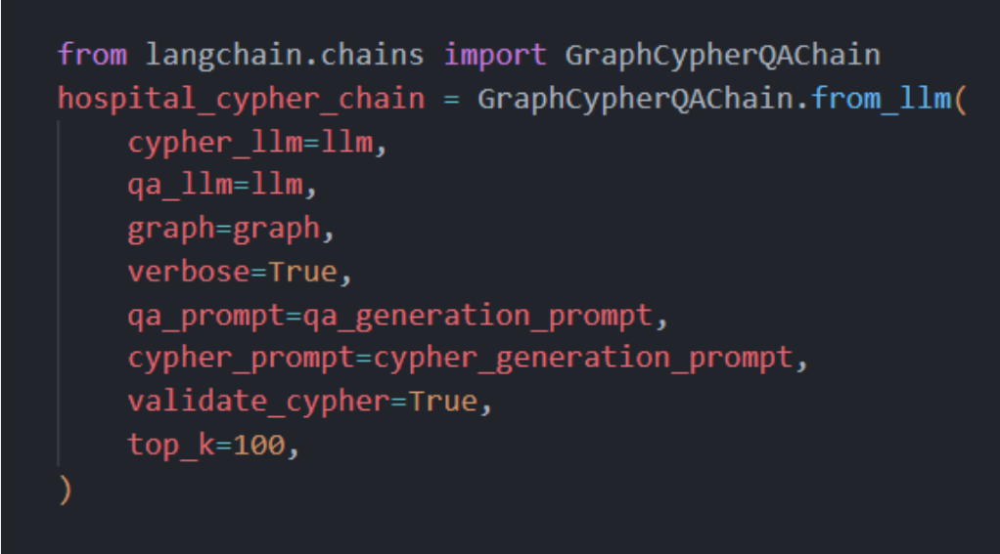 from langchain.chains import GraphCypherQAChain
hospital_cypher_chain = GraphCypherQAChain.from_llm(
    cypher_llm=llm,
    qa_llm=llm,
    graph=graph,
    verbose=True,
    qa_prompt=qa_generation_prompt,
    cypher_prompt=cypher_generation_prompt,
    validate_cypher=True,
    top_k=100,
)